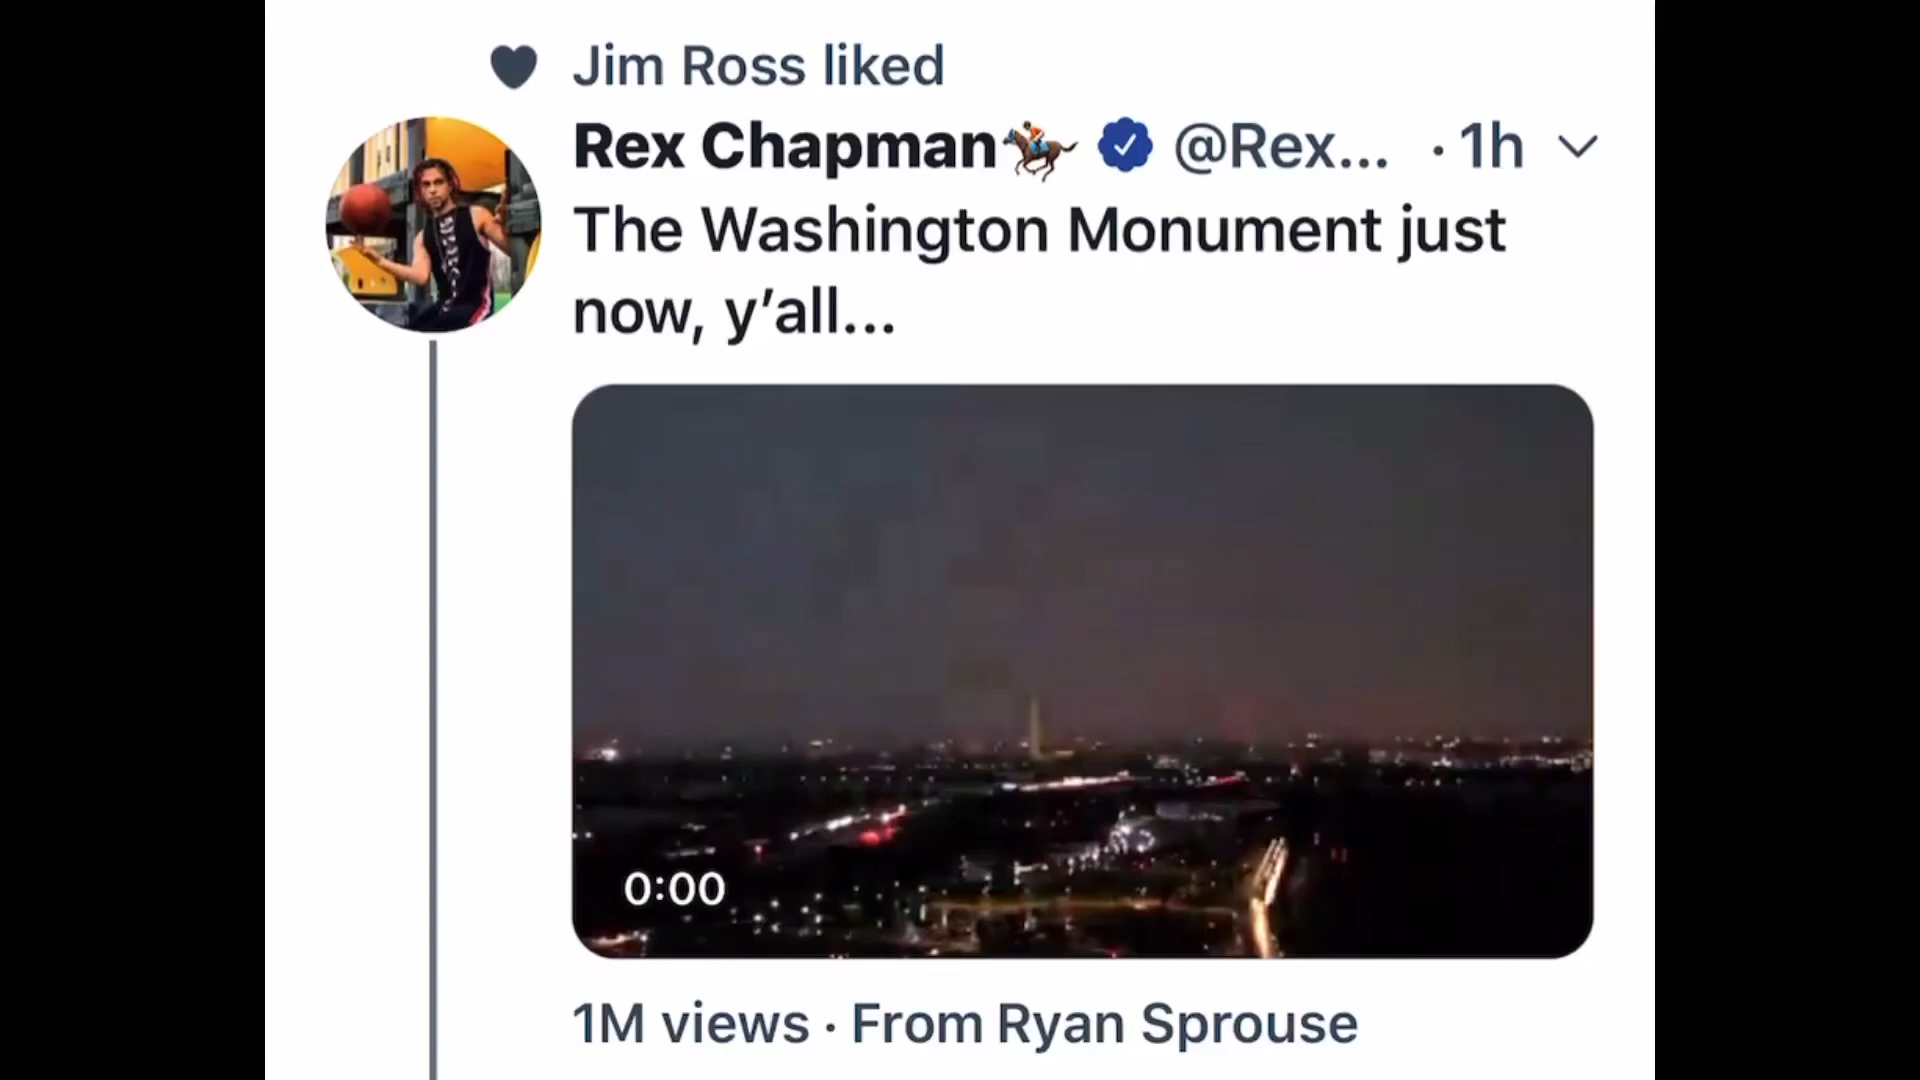 Jim Ross liked
Rex Chapman🏇 @Rex... · 1h
The Washington Monument just
now, y’all...
0:00
1M views · From Ryan Sprouse